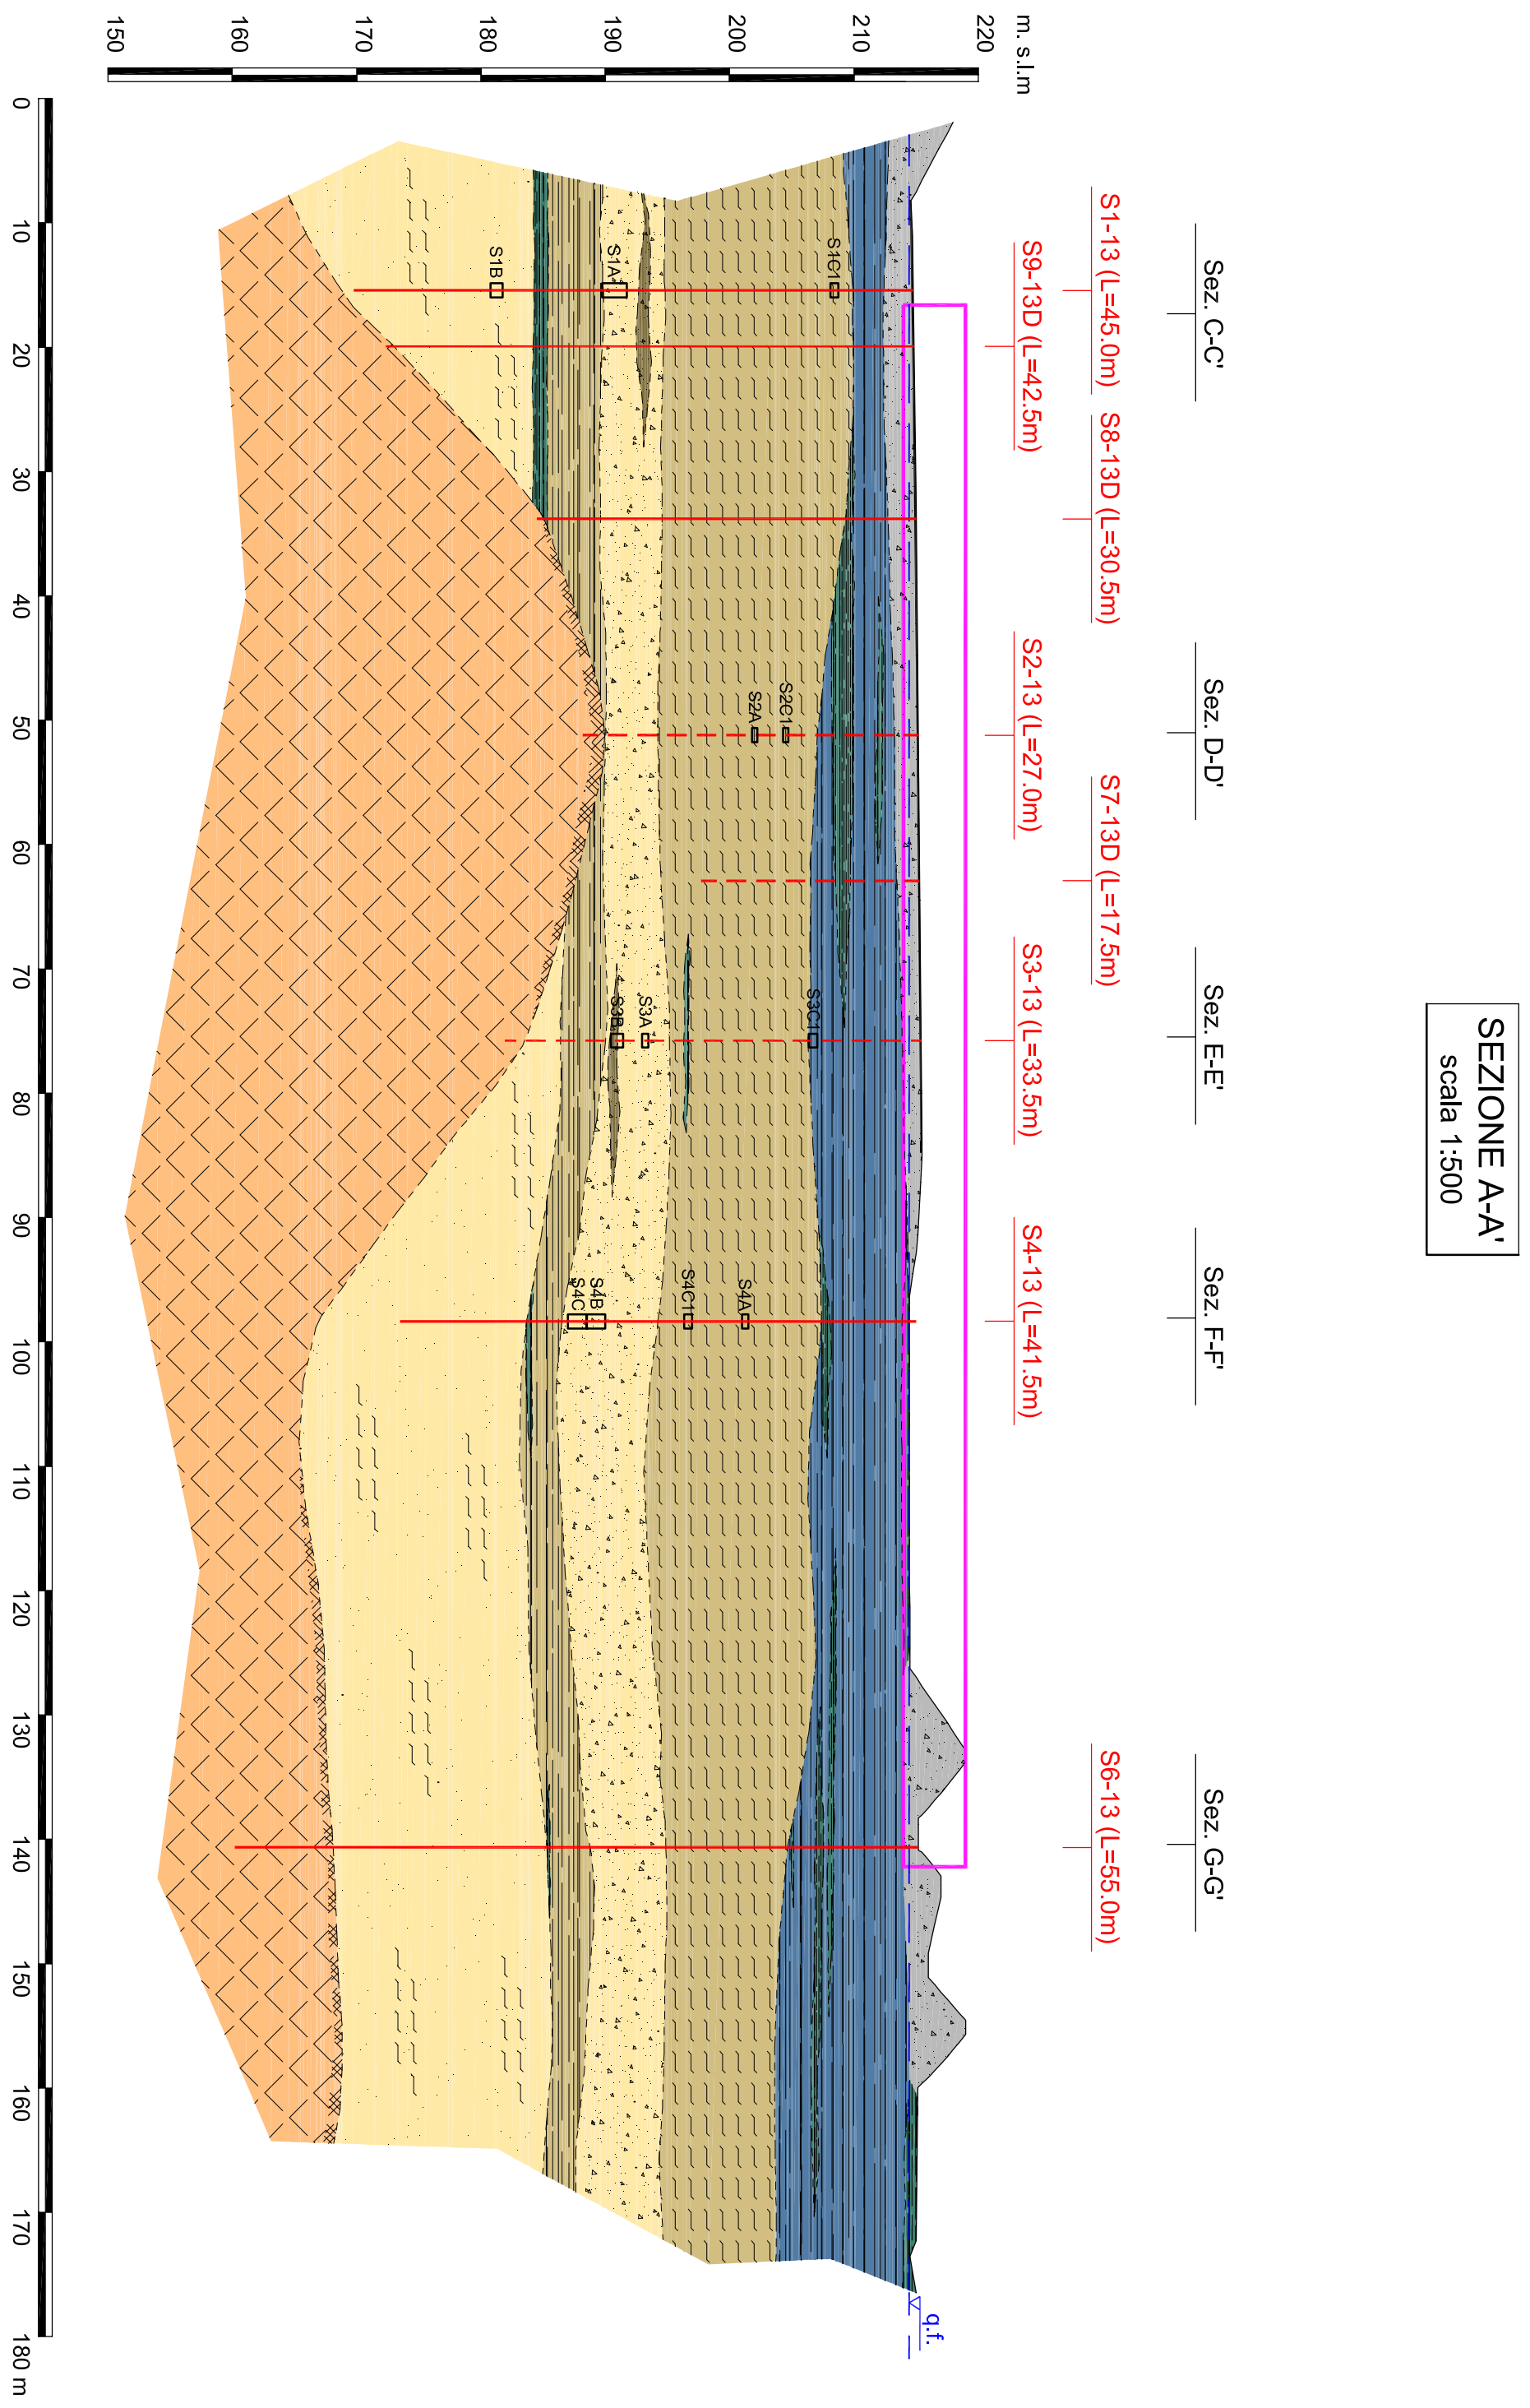 SEZIONE A-A'
scala 1:500
Sez. C-C'
Sez. D-D'
Sez. E-E'
Sez. F-F'
Sez. G-G'
S1-13 (L=45.0m)
S8-13D (L=30.5m)
S7-13D (L=17.5m)
S6-13 (L=55.0m)
S9-13D (L=42.5m)
S2-13 (L=27.0m)
S3-13 (L=33.5m)
S4-13 (L=41.5m)
m. s.l.m
220
210
200
190
180
170
160
150
q.f.
S1C1
S1A
S1B
S2C1
S2A
S3C1
S3A
S3B
S4A
S4C1
S4B
S4C
0
10
20
30
40
50
60
70
80
90
100
110
120
130
140
150
160
170
180 m